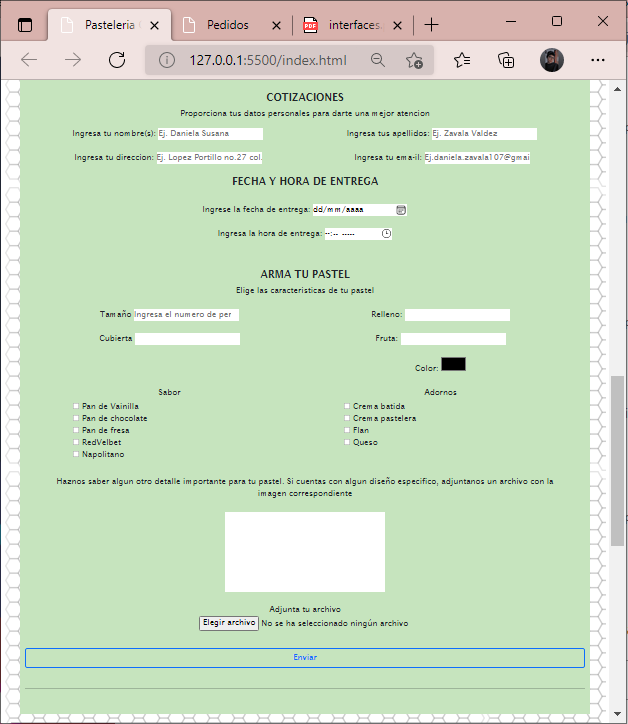 Pasteleria t
Pedidos
PDF interfaces.
127.0.0.1:5500/index.html
COTIZACIONES
Proporciona tus datos personales para darte una mejor atencion
Ingresa tu nombre(s): Ej. Daniela Susana Ingresa tus apellidos: Ej. Zavala Valdez
Ingresa tu direccion: Ej. Lopez Portillo no.27 col. Ingresa tu email: Ej.daniela.zavala107@gmai
FECHA Y HORA DE ENTREGA
Ingrese la fecha de entrega: dd/mm/aaaa
Ingresa la hora de entrega: --:-- -----
ARMA TU PASTEL
Elige las caracteristicas de tu pastel
Tamaño Ingresa el numero de per Relleno:
Cubierta Fruta:
Color:
Sabor Adornos
Pan de Vainilla Crema batida
Pan de chocolate Crema pastelera
Pan de fresa Flan
RedVelbet Queso
Napolitano
Haznos saber algun otro detalle importante para tu pastel. Si cuentas con algun diseño especifico, adjuntanos un archivo con la
imagen correspondiente
Adjunta tu archivo
Elegir archivo No se ha seleccionado ningún archivo
Enviar